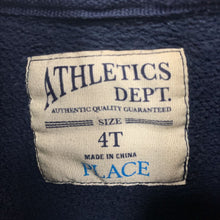 ATHLETICS
DEPT.
AUTHENTIC QUALITY GUARANTEED
SIZE
4T
MADE IN CHINA
PLACE